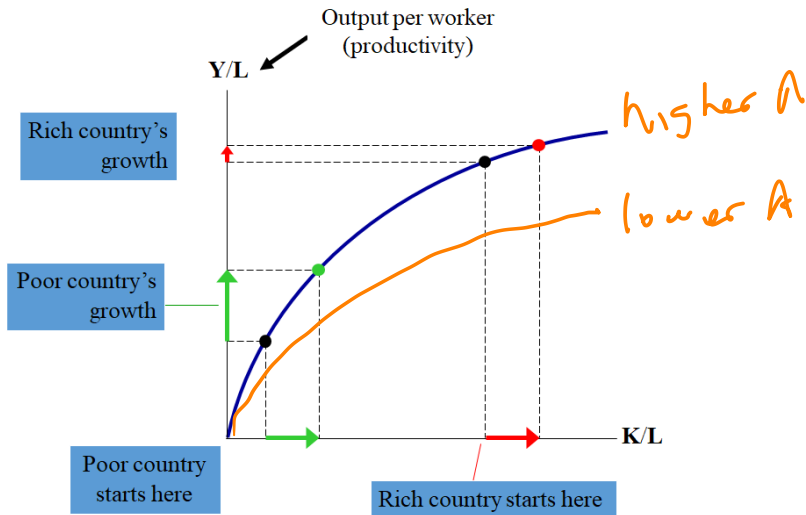 Output per worker
(productivity)
Y/L
Rich country's
growth
higher A
lower A
Poor country's
growth
K/L
Poor country
starts here
Rich country starts here